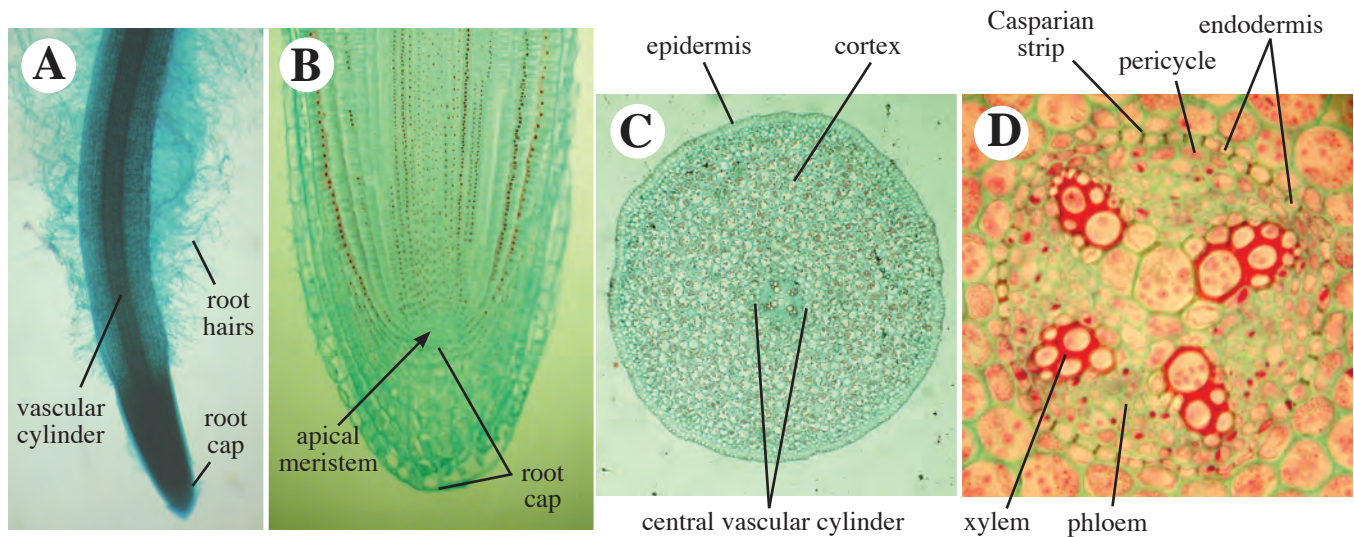 A
root
hairs
vascular
cylinder
root
cap
B
apical
meristem
root
cap
epidermis
cortex
C
central vascular cylinder
Casparian
strip
pericycle
endodermis
D
xylem
phloem